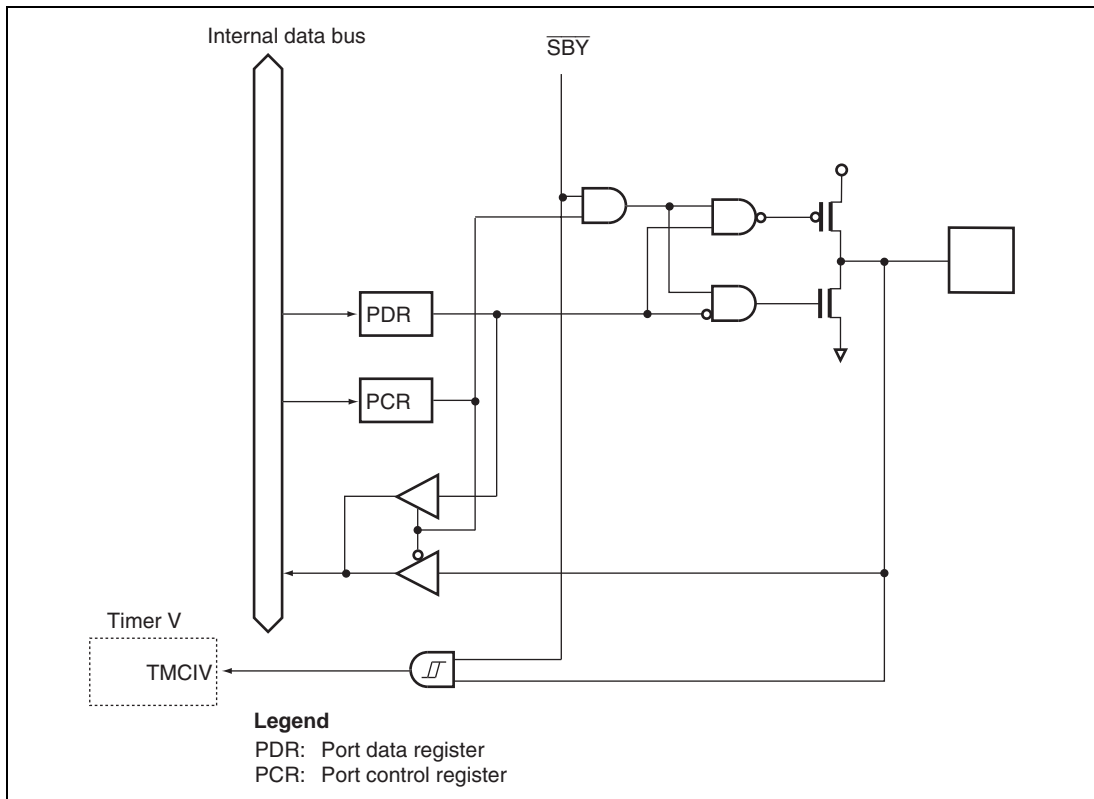 Internal data bus
SBY
PDR
PCR
Timer V
TMCIV
Legend
PDR: Port data register
PCR: Port control register